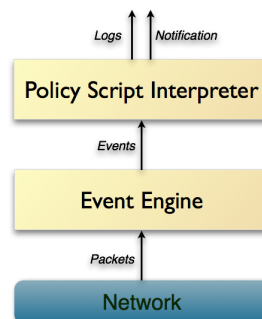 Logs Notification
Policy Script Interpreter
Events
Event Engine
Packets
Network